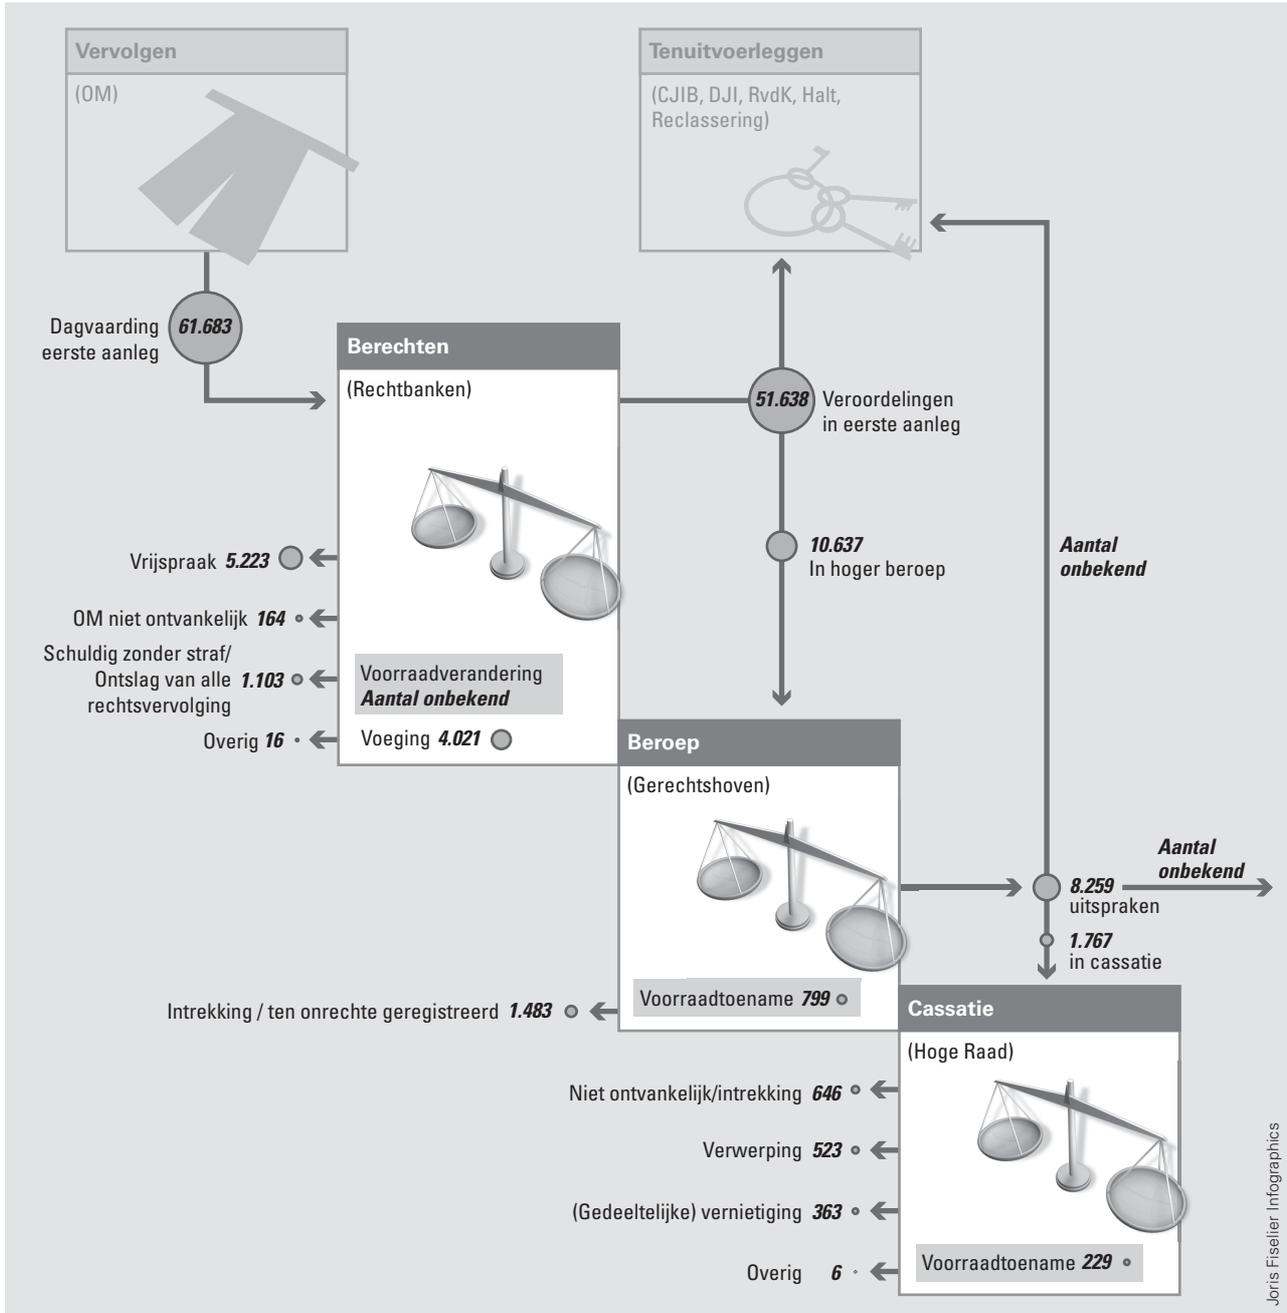 Vervolgen
(OM)
Tenuitvoerleggen
(CJIB, DJI, RvdK, Halt,
Reclassering)
Dagvaarding
eerste aanleg
61.683
Berechten
(Rechtbanken)
51.638
Veroordelingen
in eerste aanleg
10.637
In hoger beroep
Aantal
onbekend
Vrijspraak 5.223
OM niet ontvankelijk 164
Schuldig zonder straf/
Ontslag van alle 1.103
rechtsvervolging
Overig 16
Voorraadverandering
Aantal onbekend
Voeging 4.021
Beroep
(Gerechtshoven)
Aantal
onbekend
8.259
uitspraken
1.767
in cassatie
Voorraadtoename 799
Intrekking / ten onrechte geregistreerd 1.483
Cassatie
(Hoge Raad)
Niet ontvankelijk/intrekking 646
Verwerping 523
(Gedeeltelijke) vernietiging 363
Overig 6
Voorraadtoename 229
Joris Fiselier Infographics